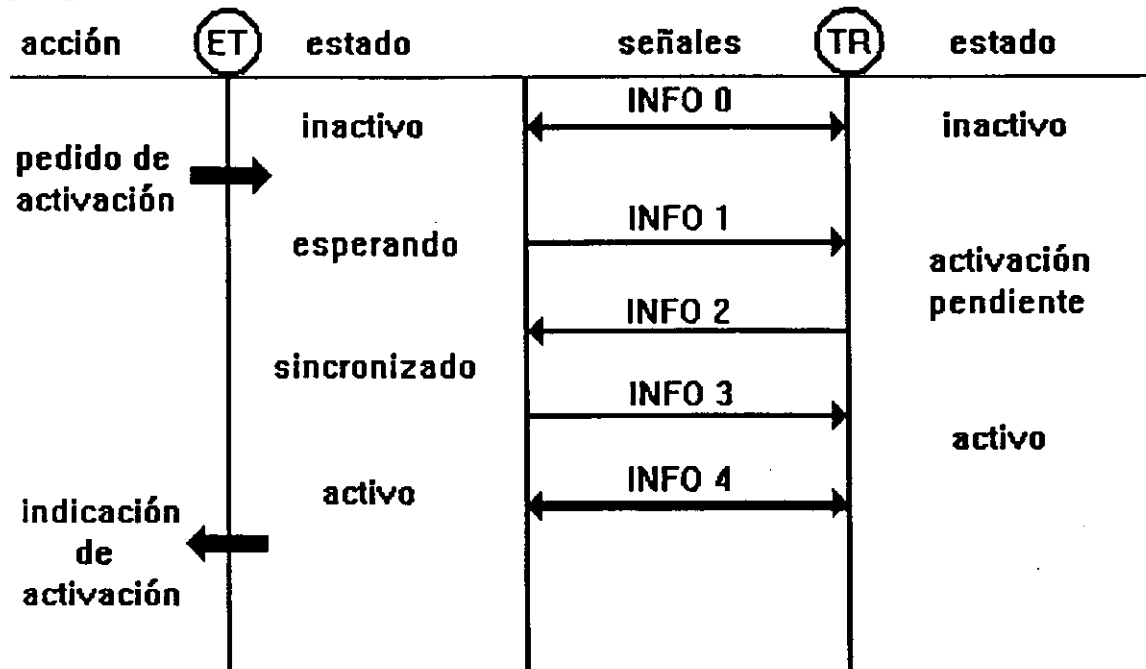 acción ET estado señales TR estado
INFO 0
inactivo inactivo
pedido de
activación
INFO 1
esperando
activación
pendiente
INFO 2
sincronizado
INFO 3
activo
INFO 4
activo
indicación
de
activación